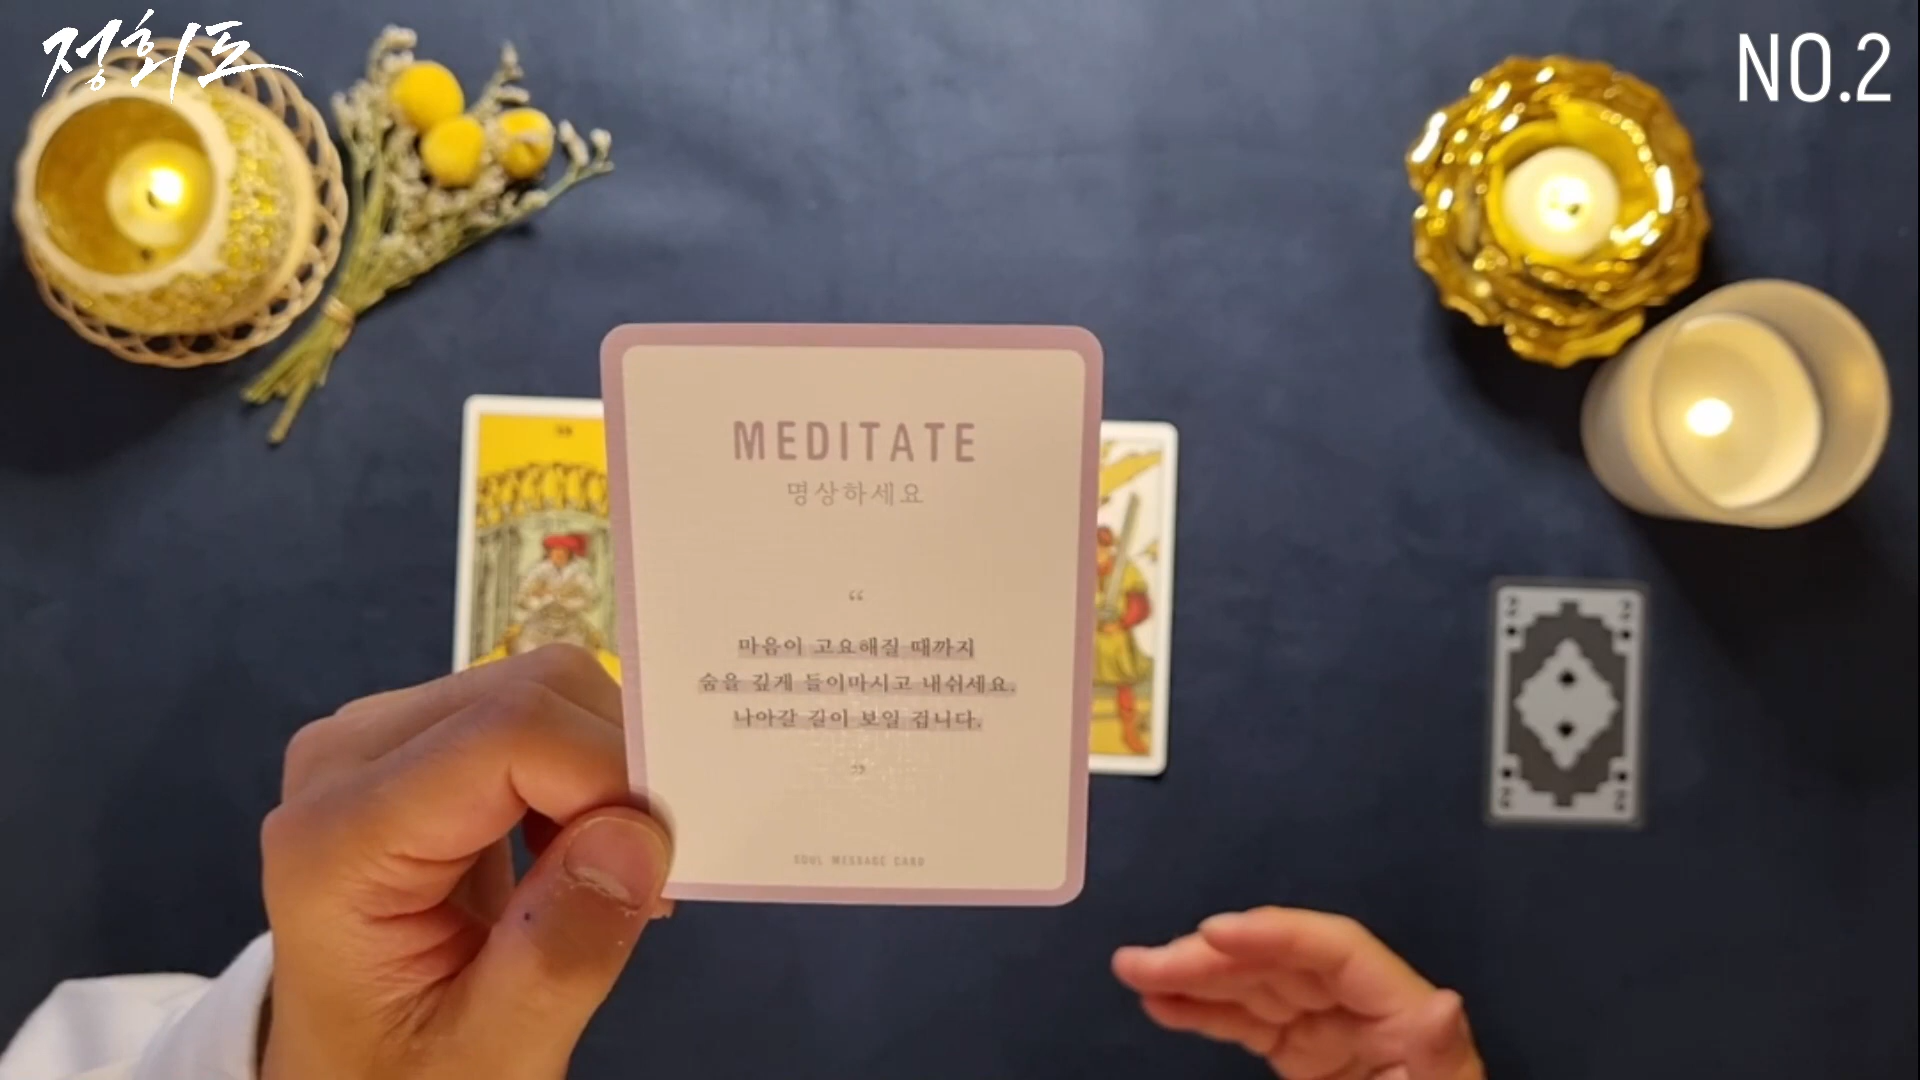 정회도
NO.2
MEDITATE
명상하세요
“
마음이 고요해질 때까지
숨을 깊게 들이마시고 내쉬세요.
나아갈 길이 보일 겁니다.
”
SOUL MESSAGE CARD